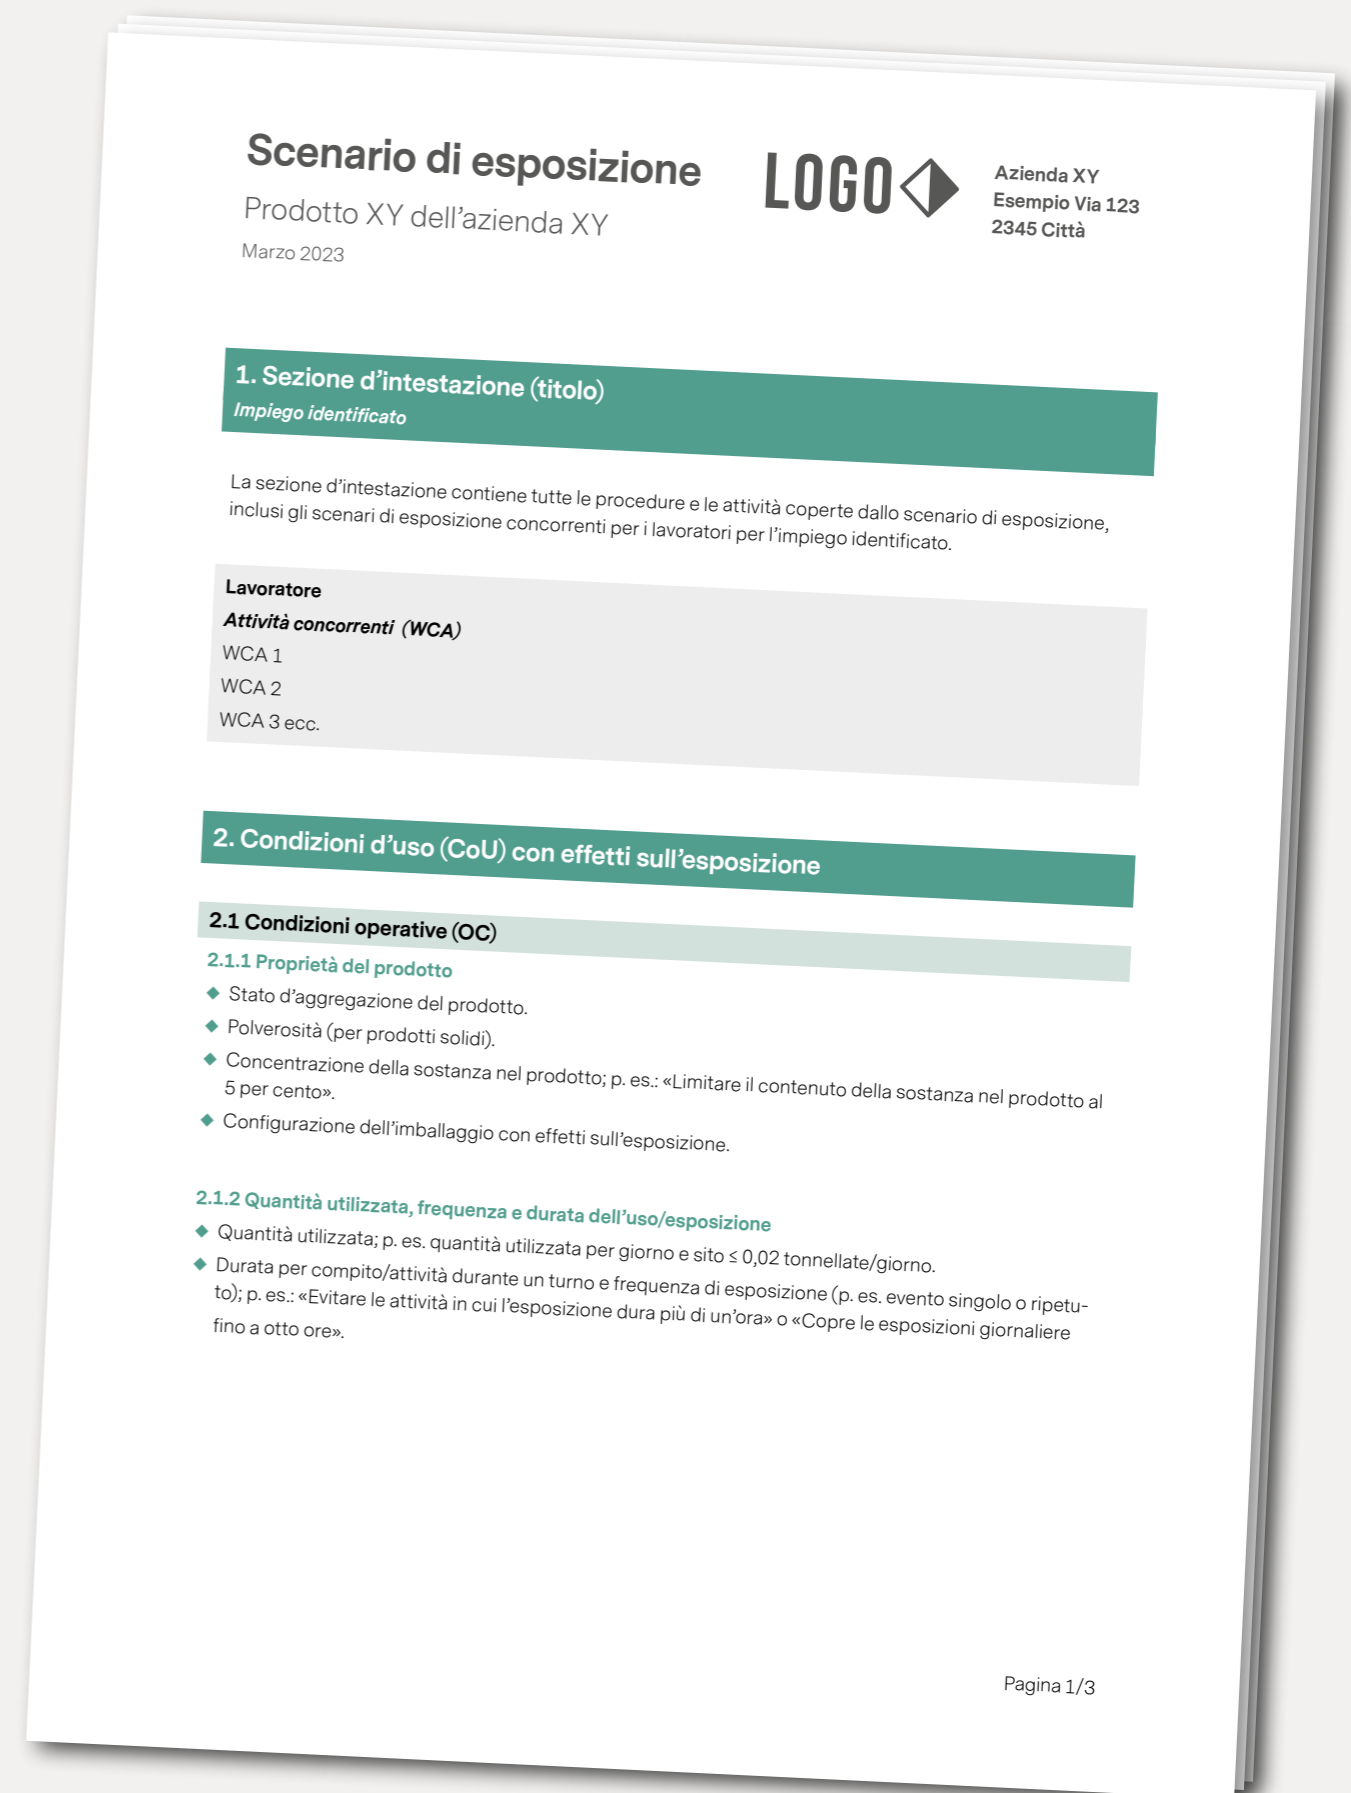 Scenario di esposizione
Prodotto XY dell’azienda XY
Marzo 2023
LOGO
Azienda XY
Esempio Via 123
2345 Città
1. Sezione d’intestazione (titolo)
Impiego identificato
La sezione d’intestazione contiene tutte le procedure e le attività coperte dallo scenario di esposizione,
inclusi gli scenari di esposizione concorrenti per i lavoratori per l’impiego identificato.
Lavoratore
Attività concorrenti (WCA)
WCA 1
WCA 2
WCA 3 ecc.
2. Condizioni d’uso (CoU) con effetti sull’esposizione
2.1 Condizioni operative (OC)
2.1.1 Proprietà del prodotto
◆ Stato d’aggregazione del prodotto.
◆ Polverosità (per prodotti solidi).
◆ Concentrazione della sostanza nel prodotto; p. es.: «Limitare il contenuto della sostanza nel prodotto al
5 per cento».
◆ Configurazione dell’imballaggio con effetti sull’esposizione.
2.1.2 Quantità utilizzata, frequenza e durata dell’uso/esposizione
◆ Quantità utilizzata; p. es. quantità utilizzata per giorno e sito ≤ 0,02 tonnellate/giorno.
◆ Durata per compito/attività durante un turno e frequenza di esposizione (p. es. evento singolo o ripetu-
to); p. es.: «Evitare le attività in cui l’esposizione dura più di un’ora» o «Copre le esposizioni giornaliere
fino a otto ore».
Pagina 1/3